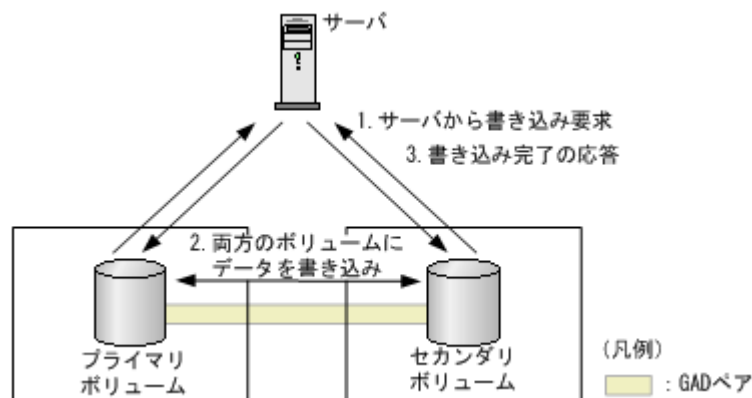 サーバ
1. サーバから書き込み要求
3. 書き込み完了の応答
2. 両方のボリュームに
データを書き込み
プライマリ
ボリューム
セカンダリ
ボリューム
(凡例)
: GADペア